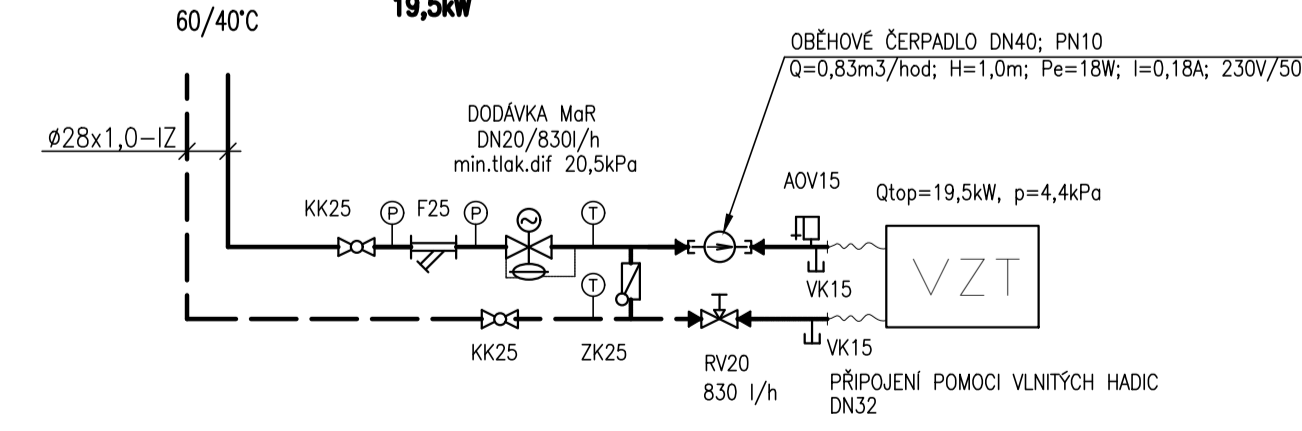 19,5kW
60/40°C
OBĚHOVÉ ČERPADLO DN40; PN10
Q=0,83m3/hod; H=1,0m; Pe=18W; I=0,18A; 230V/50
DODÁVKA MaR
DN20/830l/h
min.tlak.dif 20,5kPa
ø28x1,0-IZ
AOV15
Qtop=19,5kW, p=4,4kPa
KK25
P
F25
P
T
VZT
VK15
T
KK25
ZK25
VK15
RV20
830 l/h
PŘIPOJENÍ POMOCI VLNITÝCH HADIC
DN32